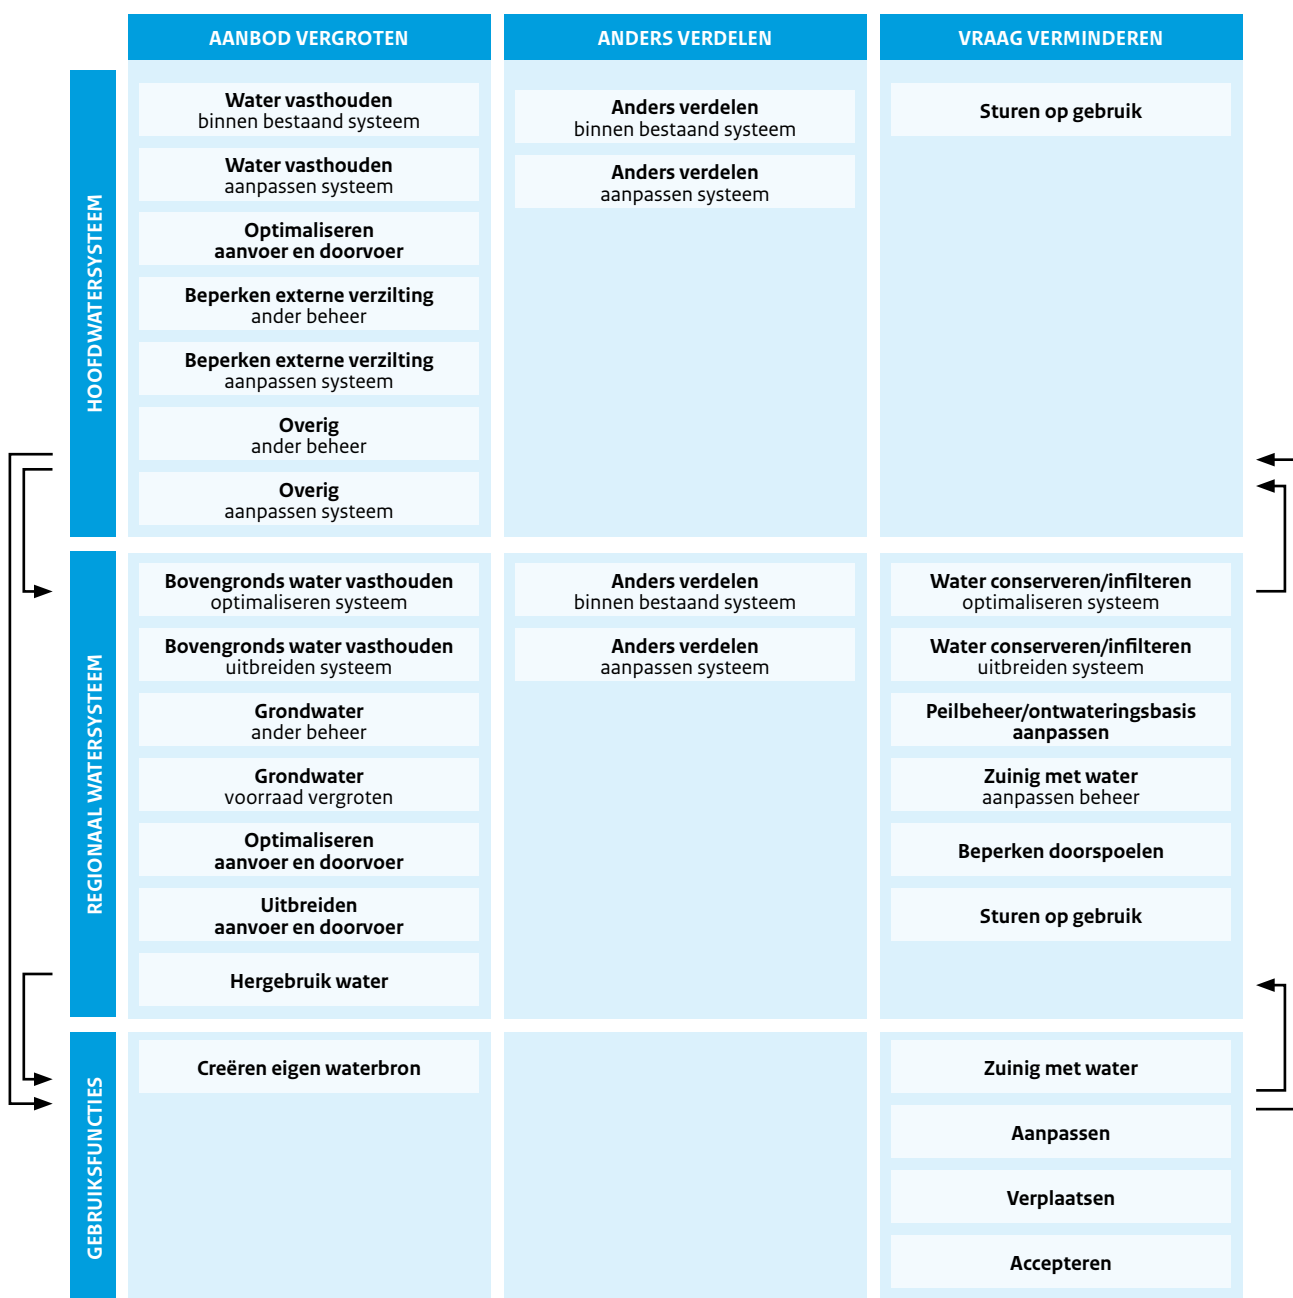 AANBOD VERGROTEN
ANDERS VERDELEN
VRAAG VERMINDEREN
HOOFDWATERSYSTEEM
Water vasthouden
binnen bestaand systeem
Water vasthouden
aanpassen systeem
Optimaliseren
aanvoer en doorvoer
Beperken externe verzilting
ander beheer
Beperken externe verzilting
aanpassen systeem
Overig
ander beheer
Overig
aanpassen systeem
Anders verdelen
binnen bestaand systeem
Anders verdelen
aanpassen systeem
Sturen op gebruik
REGIONAAL WATERSYSTEEM
Bovengronds water vasthouden
optimaliseren systeem
Bovengronds water vasthouden
uitbreiden systeem
Grondwater
ander beheer
Grondwater
voorraad vergroten
Optimaliseren
aanvoer en doorvoer
Uitbreiden
aanvoer en doorvoer
Hergebruik water
Anders verdelen
binnen bestaand systeem
Anders verdelen
aanpassen systeem
Water conserveren/infilteren
optimaliseren systeem
Water conserveren/infilteren
uitbreiden systeem
Peilbeheer/ontwateringsbasis
aanpassen
Zuinig met water
aanpassen beheer
Beperken doorspoelen
Sturen op gebruik
GEBRUIKSFUNCTIES
Creëren eigen waterbron
Zuinig met water
Aanpassen
Verplaatsen
Accepteren